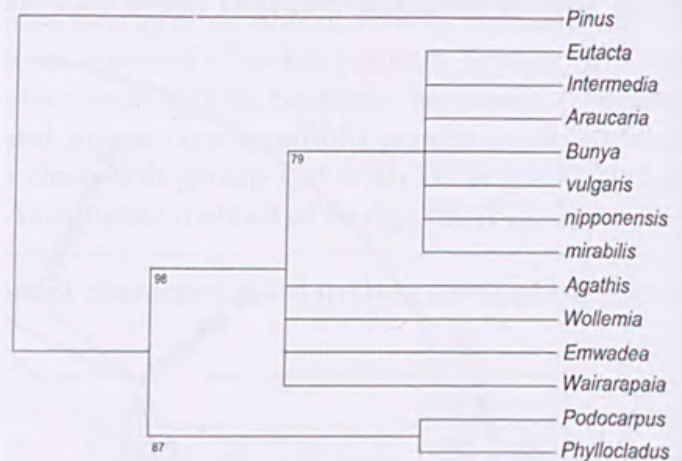 Pinus
Eutacta
Intermedia
Araucaria
79
Bunya
vulgaris
nipponensis
mirabilis
98
Agathis
Wollemia
Emwadea
Wairarapaia
Podocarpus
87
Phyllocladus